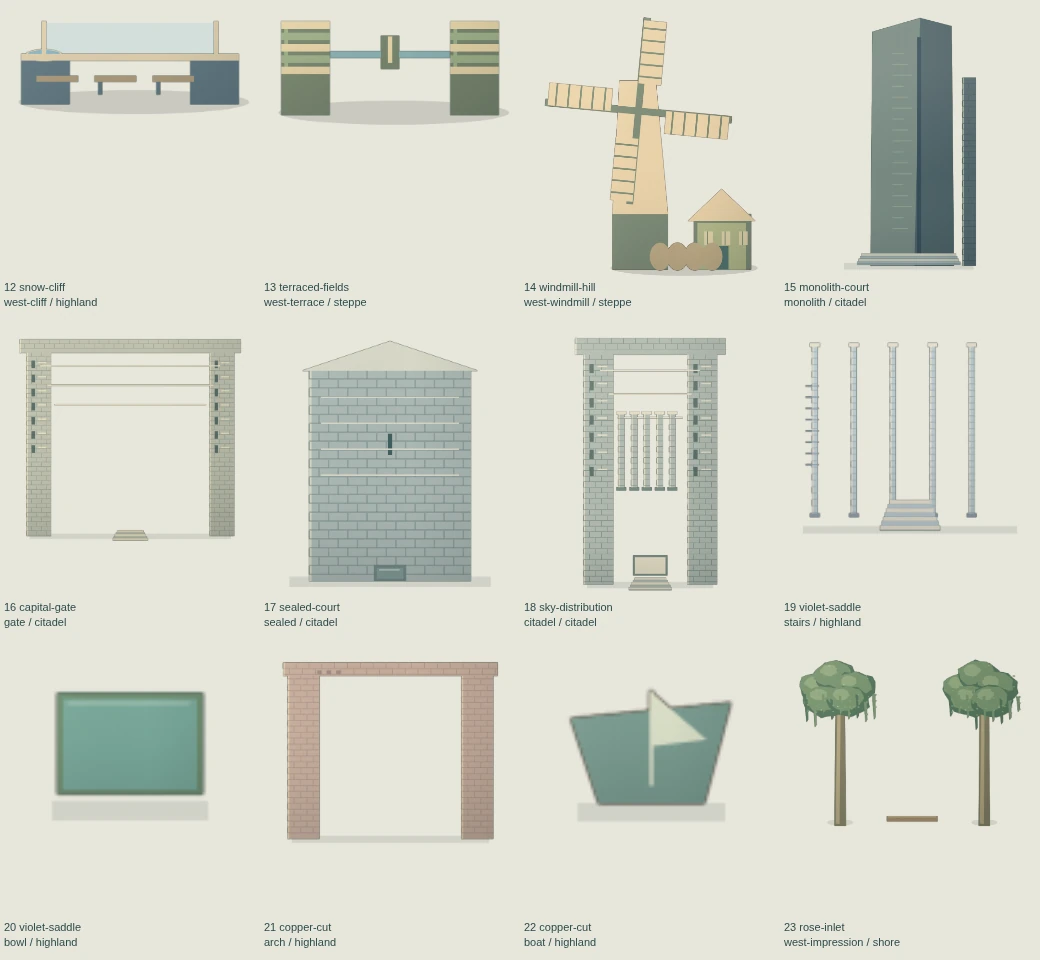 12 snow-cliff
west-cliff / highland
13 terraced-fields
west-terrace / steppe
14 windmill-hill
west-windmill / steppe
15 monolith-court
monolith / citadel
16 capital-gate
gate / citadel
17 sealed-court
sealed / citadel
18 sky-distribution
citadel / citadel
19 violet-saddle
stairs / highland
20 violet-saddle
bowl / highland
21 copper-cut
arch / highland
22 copper-cut
boat / highland
23 rose-inlet
west-impression / shore